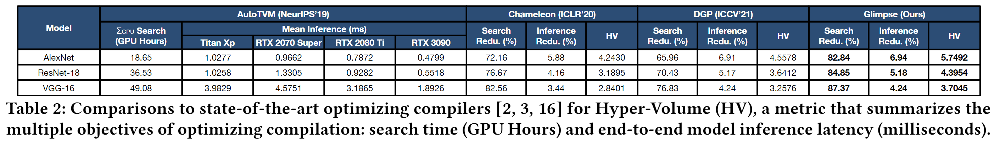 Model AutoTVM (NeurIPS'19) Chameleon (ICLR'20) DGP (ICCV'21) Glimpse (Ours)
ΣGPU Search (GPU Hours) Mean Inference (ms) Search Redu. (%) Inference Redu. (%) HV Search Redu. (%) Inference Redu. (%) HV Search Redu. (%) Inference Redu. (%) HV
Titan Xp RTX 2070 Super RTX 2080 Ti RTX 3090
AlexNet 18.65 1.0277 0.9662 0.7872 0.4799 72.16 5.88 4.2430 65.96 6.91 4.5578 82.84 6.94 5.7492
ResNet-18 36.53 1.0258 1.3305 0.9282 0.5518 76.67 4.16 3.1895 70.43 5.17 3.6412 84.85 5.18 4.3954
VGG-16 49.08 3.9829 4.5751 3.1865 1.8926 82.56 3.44 2.8401 76.83 4.24 3.2576 87.37 4.24 3.7045
Table 2: Comparisons to state-of-the-art optimizing compilers [2, 3, 16] for Hyper-Volume (HV), a metric that summarizes the
multiple objectives of optimizing compilation: search time (GPU Hours) and end-to-end model inference latency (milliseconds).